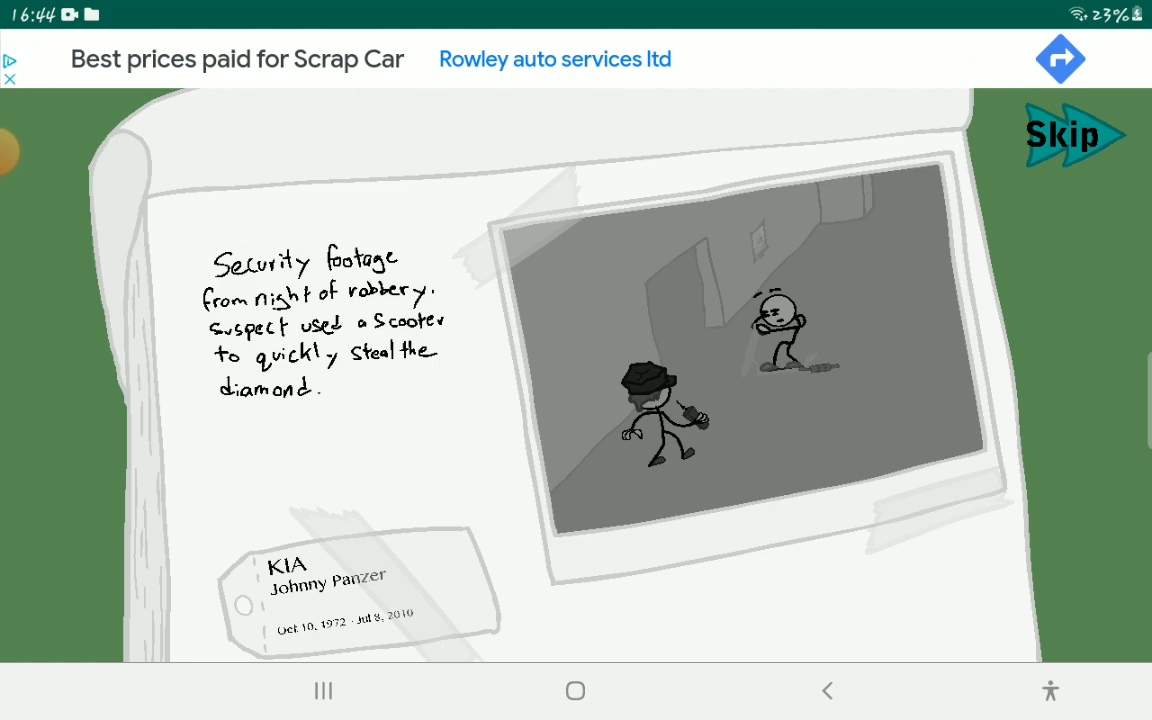 16:44
23%
Best prices paid for Scrap Car
Rowley auto services ltd
Skip
Security footage
from night of robbery.
suspect used a scooter
to quickly steal the
diamond.
KIA
Johnny Panzer
Oct 10, 1972 - Jul 8, 2010